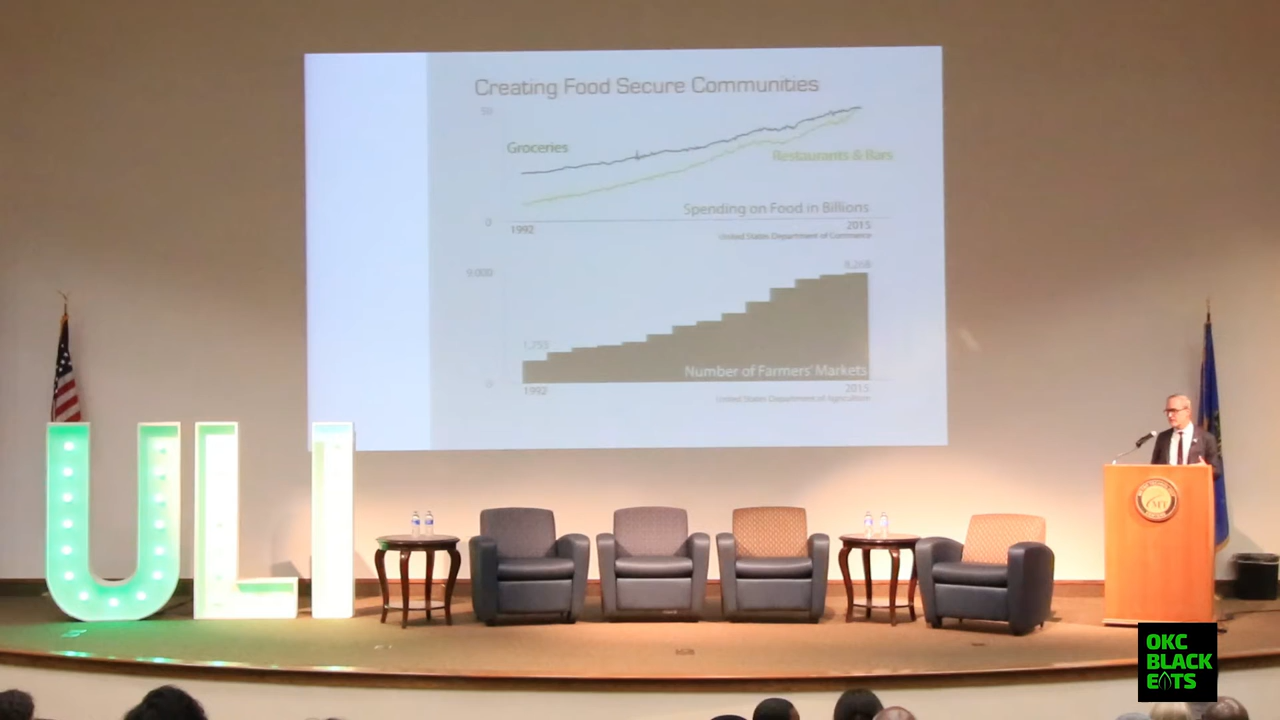 Creating Food Secure Communities
50
Groceries
Restaurants & Bars
Spending on Food in Billions
0
1992
2015
United States Department of Commerce
9,000
8,268
1,755
Number of Farmers' Markets
0
1992
2015
United States Department of Agriculture
ULI
OKC
BLACK
EATS